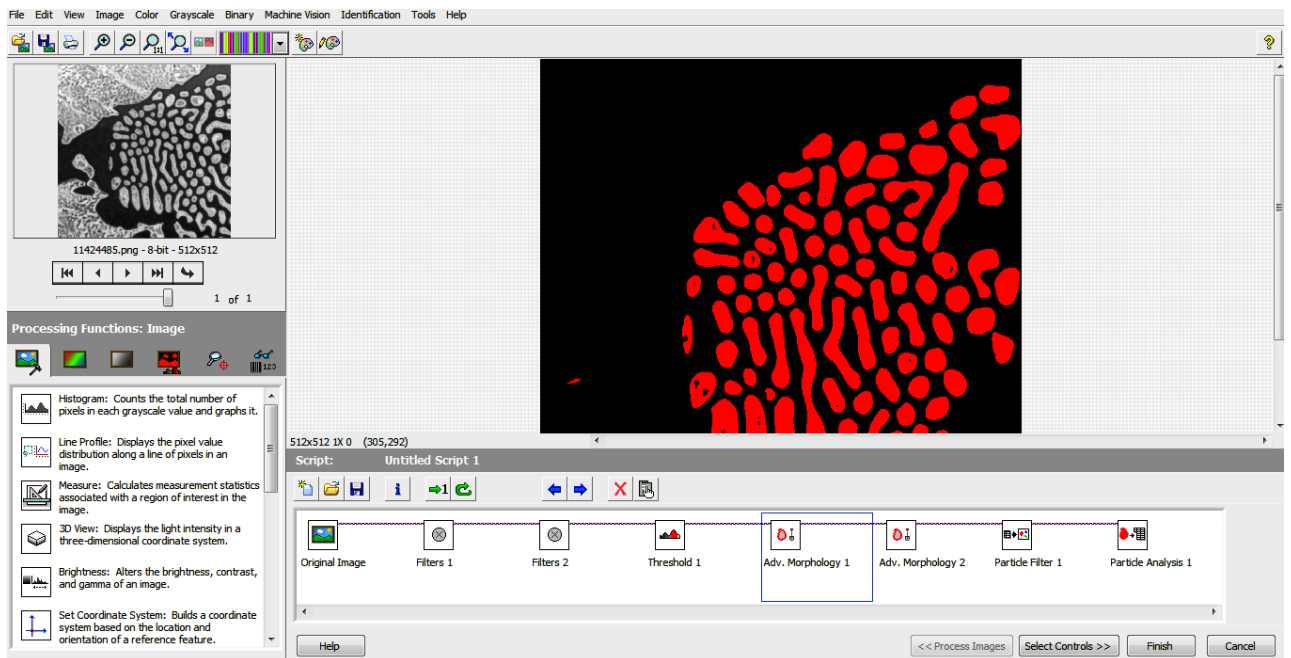 File Edit View Image Color Grayscale Binary Machine Vision Identification Tools Help
1:1
11424485.png - 8-bit - 512x512
1 of 1
Processing Functions: Image
123
Histogram: Counts the total number of
pixels in each grayscale value and graphs it.
Line Profile: Displays the pixel value
distribution along a line of pixels in an
image.
Measure: Calculates measurement statistics
associated with a region of interest in the
image.
3D View: Displays the light intensity in a
three-dimensional coordinate system.
Brightness: Alters the brightness, contrast,
and gamma of an image.
Set Coordinate System: Builds a coordinate
system based on the location and
orientation of a reference feature.
512x512 1X 0 (305,292)
Script: Untitled Script 1
1
Original Image Filters 1 Filters 2 Threshold 1 Adv. Morphology 1 Adv. Morphology 2 Particle Filter 1 Particle Analysis 1
Help << Process Images Select Controls >> Finish Cancel